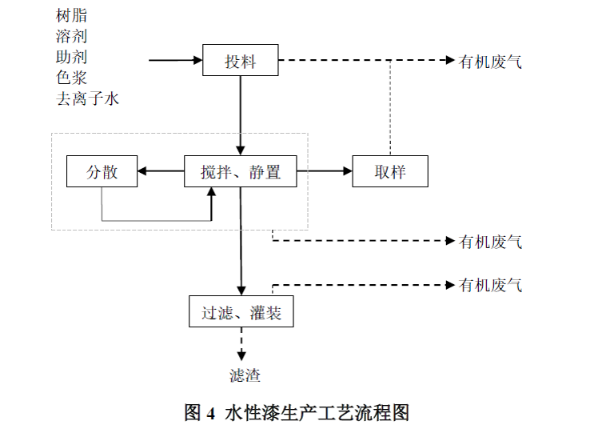 树脂
溶剂
助剂
色浆
去离子水
投料
有机废气
分散
搅拌、静置
取样
有机废气
有机废气
过滤、灌装
滤渣
图 4 水性漆生产工艺流程图